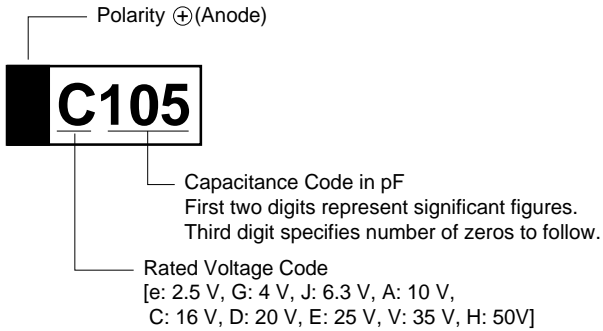 Polarity ⊕(Anode)
C105
Capacitance Code in pF
First two digits represent significant figures.
Third digit specifies number of zeros to follow.
Rated Voltage Code
[e: 2.5 V, G: 4 V, J: 6.3 V, A: 10 V,
C: 16 V, D: 20 V, E: 25 V, V: 35 V, H: 50V]